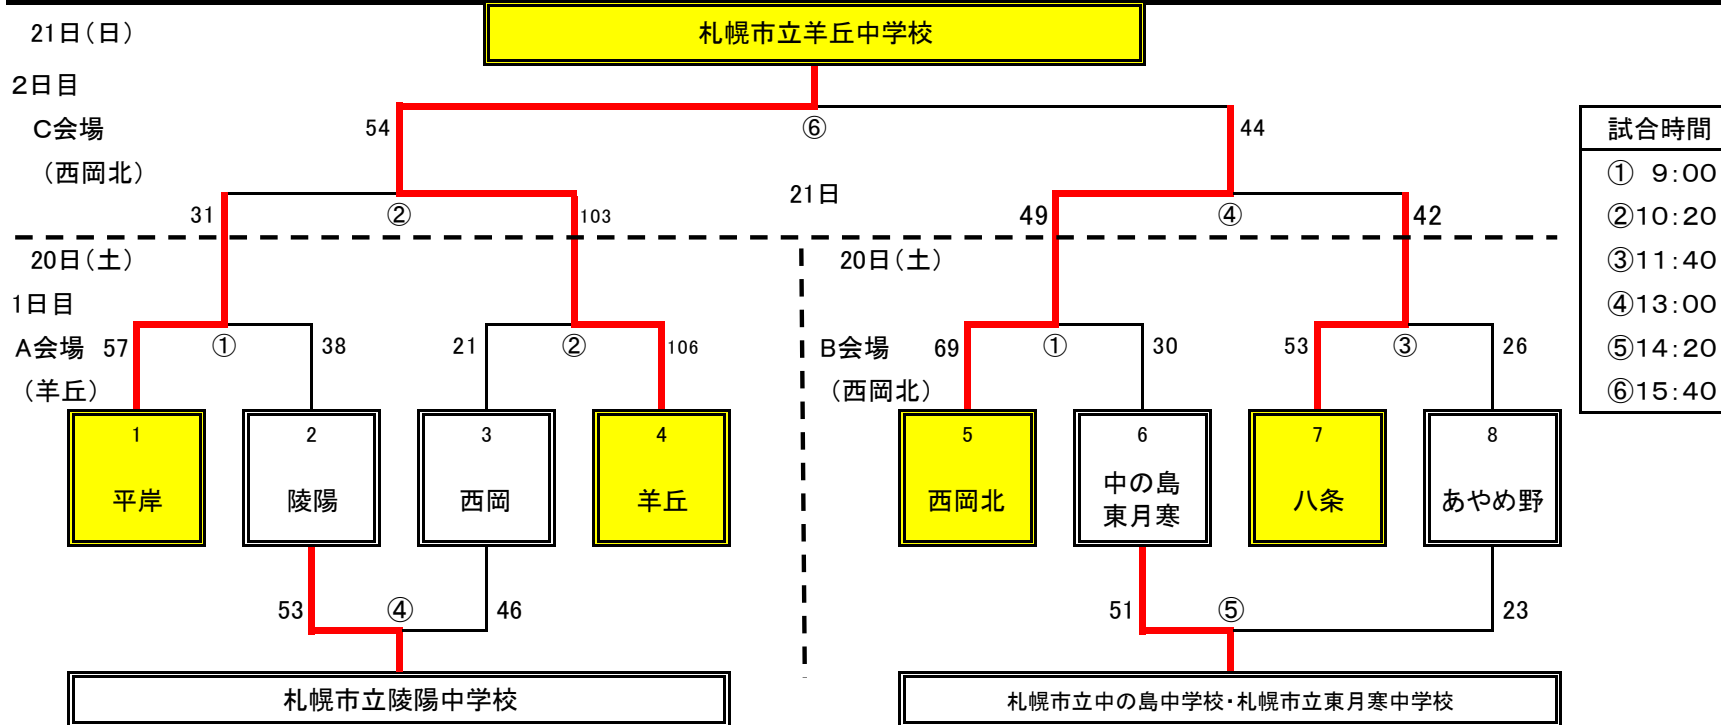 札幌市立羊丘中学校
21日(日)
2日目
C会場
54
⑥
44
試合時間
(西岡北)
① 9:00
21日
31
②
103
49
④
42
②10:20
20日(土)
20日(土)
③11:40
1日目
④13:00
A会場
57
①
38
21
②
106
B会場
69
①
30
53
③
26
⑤14:20
(羊丘)
(西岡北)
⑥15:40
1
2
3
4
5
6
7
8
平岸
陵陽
西岡
羊丘
西岡北
中の島
東月寒
八条
あやめ野
53
④
46
51
⑤
23
札幌市立陵陽中学校
札幌市立中の島中学校・札幌市立東月寒中学校